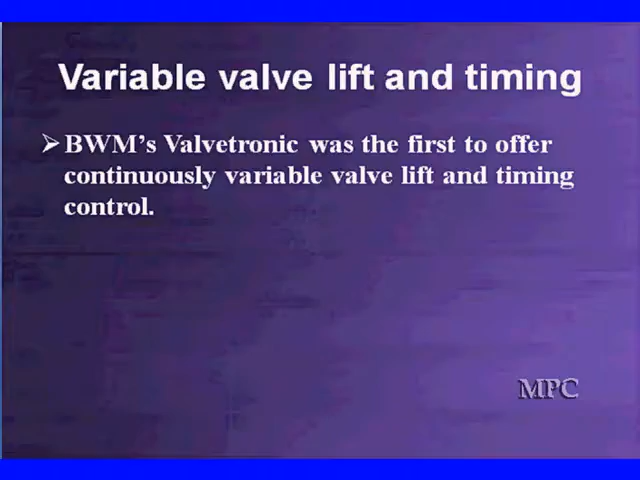 Variable valve lift and timing
➢BWM's Valvetronic was the first to offer
continuously variable valve lift and timing
control.
MPC